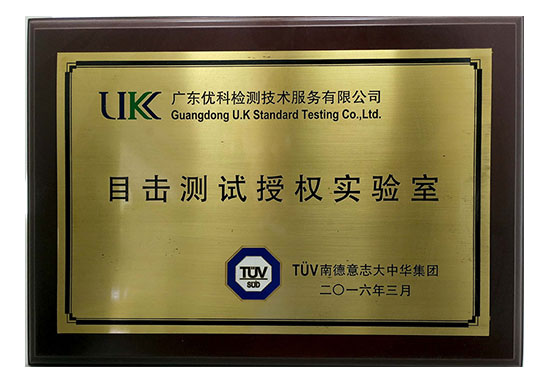 UKK 广东优科检测技术服务有限公司
Guangdong U.K Standard Testing Co.,Ltd.
目击测试授权实验室
TÜV
SÜD
TÜV南德意志大中华集团
二〇一六年三月